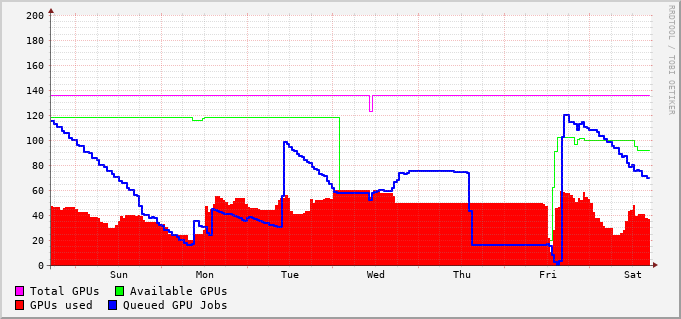 200
180
160
140
120
100
80
60
40
20
0
Sun Mon Tue Wed Thu Fri Sat
Total GPUs Available GPUs
GPUs used Queued GPU Jobs
RRDTOOL / TOBI OETIKER